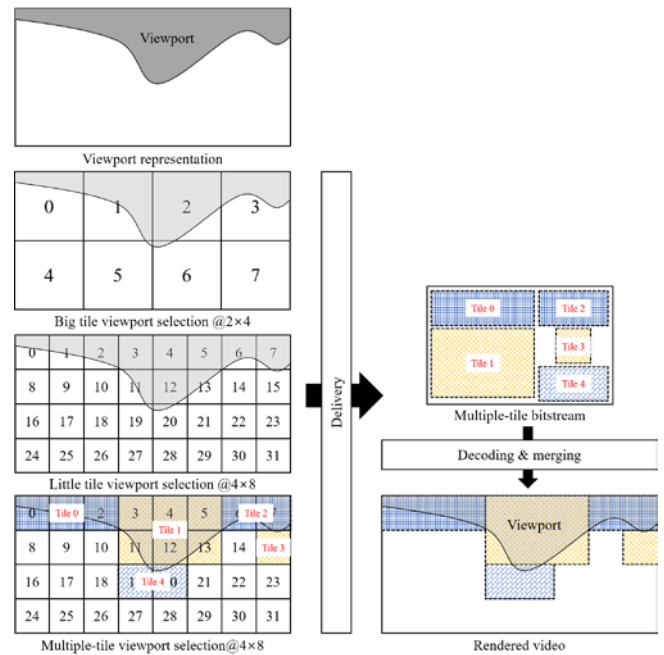 Viewport
Viewport representation
0 1 2 3
4 5 6 7
Big tile viewport selection @2×4
0 1 2 3 4 5 6 7
8 9 10 11 12 13 14 15
16 17 18 19 20 21 22 23
24 25 26 27 28 29 30 31
Little tile viewport selection @4×8
0 Tile 0 2 3 4 5 6 Tile 2 7
Tile 1
8 9 10 11 12 13 14 Tile 3
16 17 18 1 Tile 4 0 21 22 23
24 25 26 27 28 29 30 31
Multiple-tile viewport selection@4×8
Delivery
Tile 0 Tile 2
Tile 3
Tile 1
Tile 4
Multiple-tile bitstream
Decoding & merging
Viewport
Rendered video